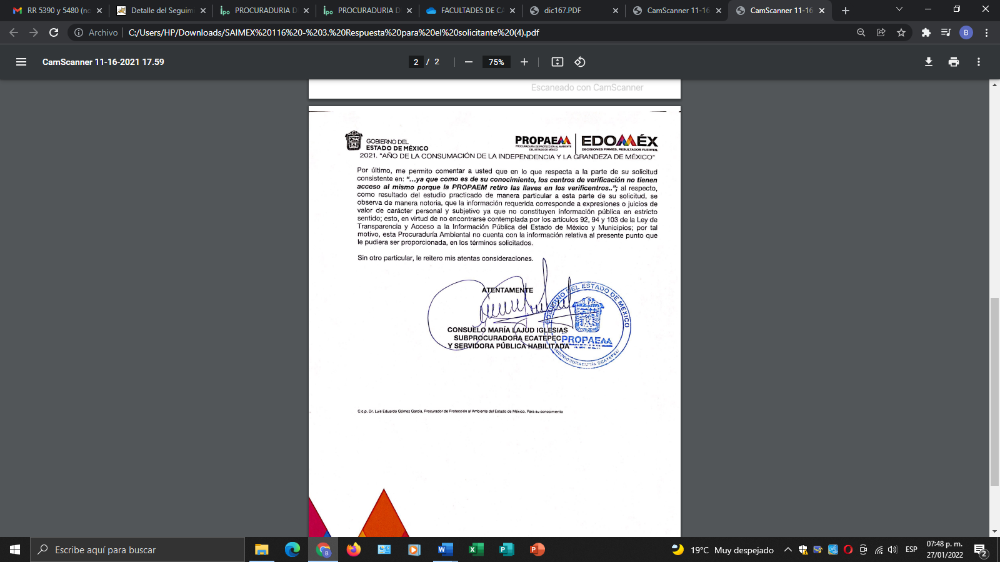 RR 5390 y 5480 (no
Detalle del Seguimi
PROCURADURIA D
PROCURADURIA D
FACULTADES DE CA
dic167.PDF
CamScanner 11-16
CamScanner 11-16
Archivo
C:/Users/HP/Downloads/SAIMEX%20116%20-%203.%20Respuesta%20para%20el%20solicitante%20(4).pdf
B
CamScanner 11-16-2021 17.59
2 / 2
75%
Escaneado con CamScanner
GOBIERNO DEL
ESTADO DE MÉXICO
PROPAEM
PROCURADURÍA DE PROTECCIÓN AL AMBIENTE
DEL ESTADO DE MÉXICO
EDOMÉX
DECISIONES FIRMES, RESULTADOS FUERTES.
2021. “AÑO DE LA CONSUMACIÓN DE LA INDEPENDENCIA Y LA GRANDEZA DE MÉXICO”
Por último, me permito comentar a usted que en lo que respecta a la parte de su solicitud
consistente en: “...ya que como es de su conocimiento, los centros de verificación no tienen
acceso al mismo porque la PROPAEM retiro las llaves en los verificentros..”; al respecto,
como resultado del estudio practicado de manera particular a esta parte de su solicitud, se
observa de manera notoria, que la información requerida corresponde a expresiones o juicios de
valor de carácter personal y subjetivo ya que no constituyen información pública en estricto
sentido; esto, en virtud de no encontrarse contemplada por los artículos 92, 94 y 103 de la Ley de
Transparencia y Acceso a la Información Pública del Estado de México y Municipios; por tal
motivo, esta Procuraduría Ambiental no cuenta con la información relativa al presente punto que
le pudiera ser proporcionada, en los términos solicitados.
Sin otro particular, le reitero mis atentas consideraciones.
ATENTAMENTE
CONSUELO MARÍA LAJUD IGLESIAS
SUBPROCURADORA ECATEPEC
Y SERVIDORA PÚBLICA HABILITADA
GOBIERNO DEL ESTADO DE MEXICO
PROPAEM
SUBPROCURADURÍA ECATEPEC
C.c.p. Dr. Luis Eduardo Gómez García, Procurador de Protección al Ambiente del Estado de México. Para su conocimiento
Escribe aquí para buscar
19°C Muy despejado
ESP
07:48 p. m.
27/01/2022
2